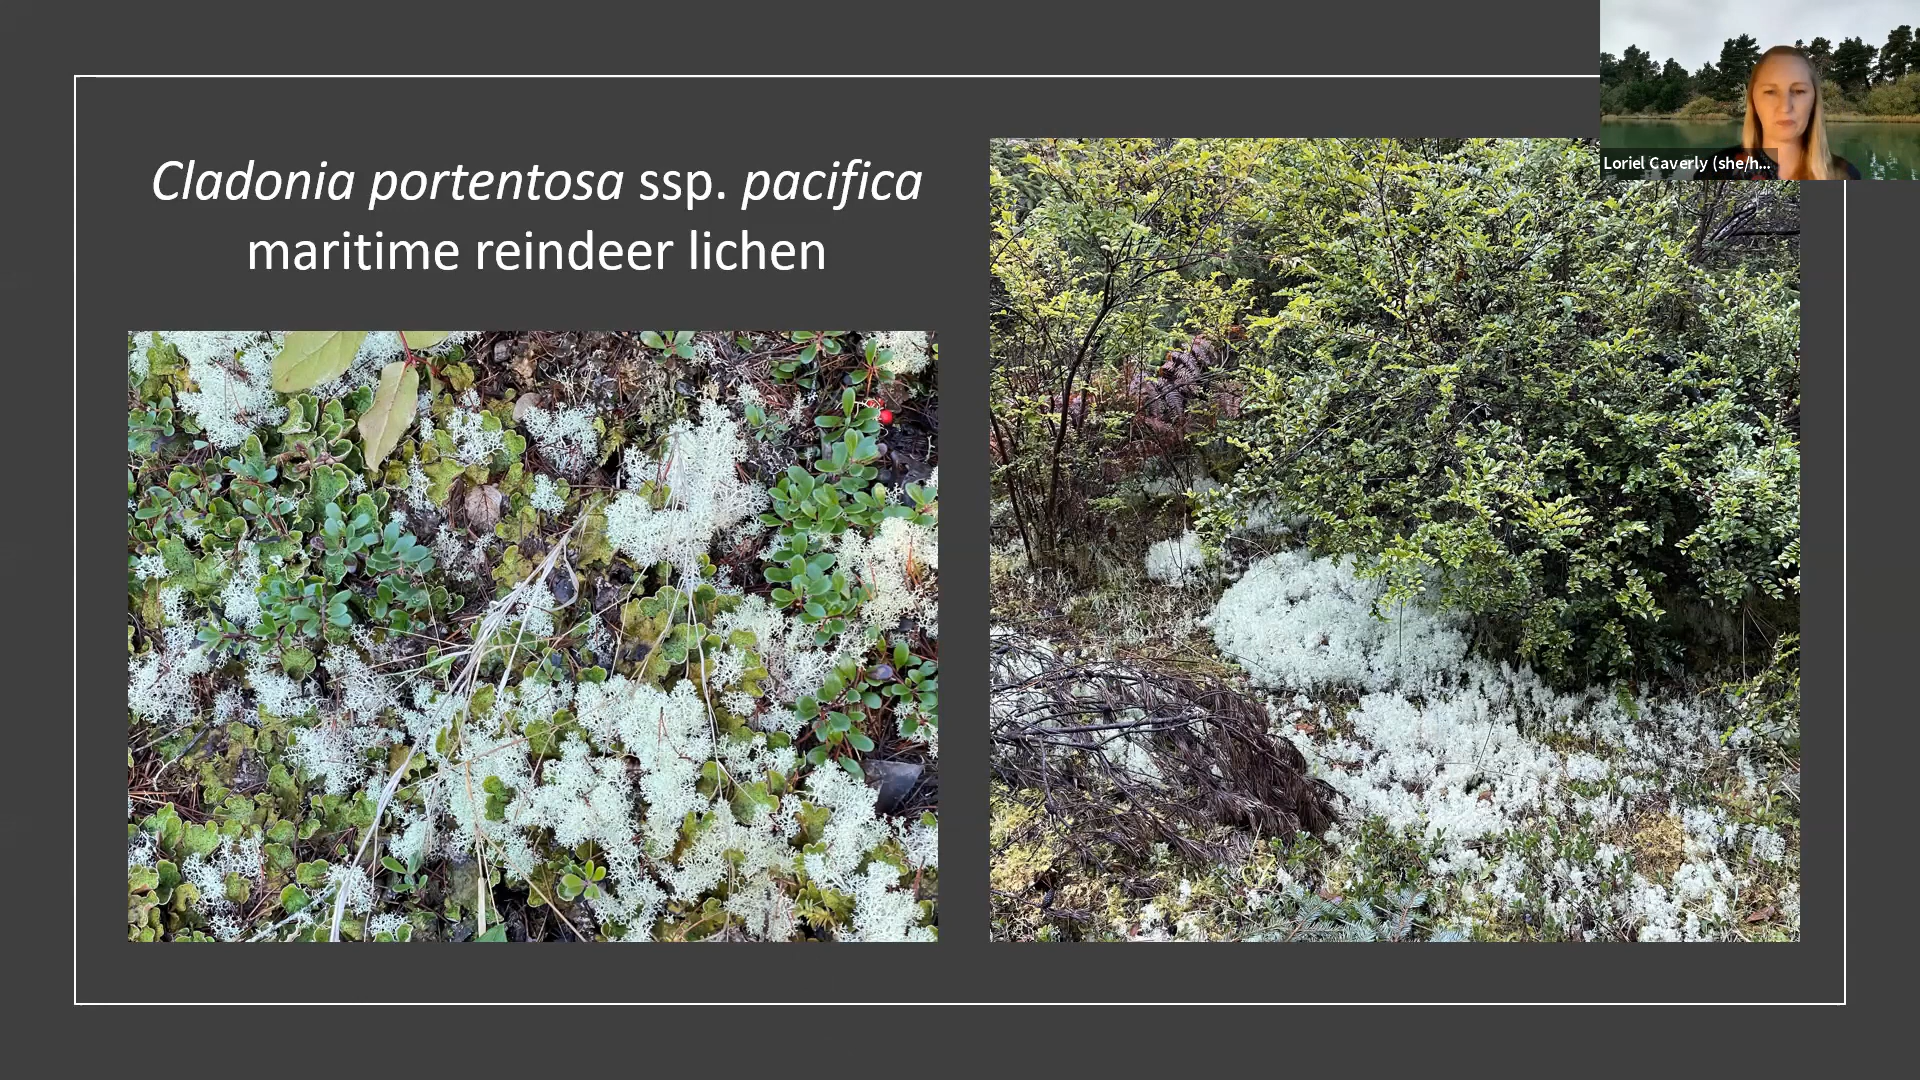 Cladonia portentosa ssp. pacifica
maritime reindeer lichen
Loriel Caverly (she/h...